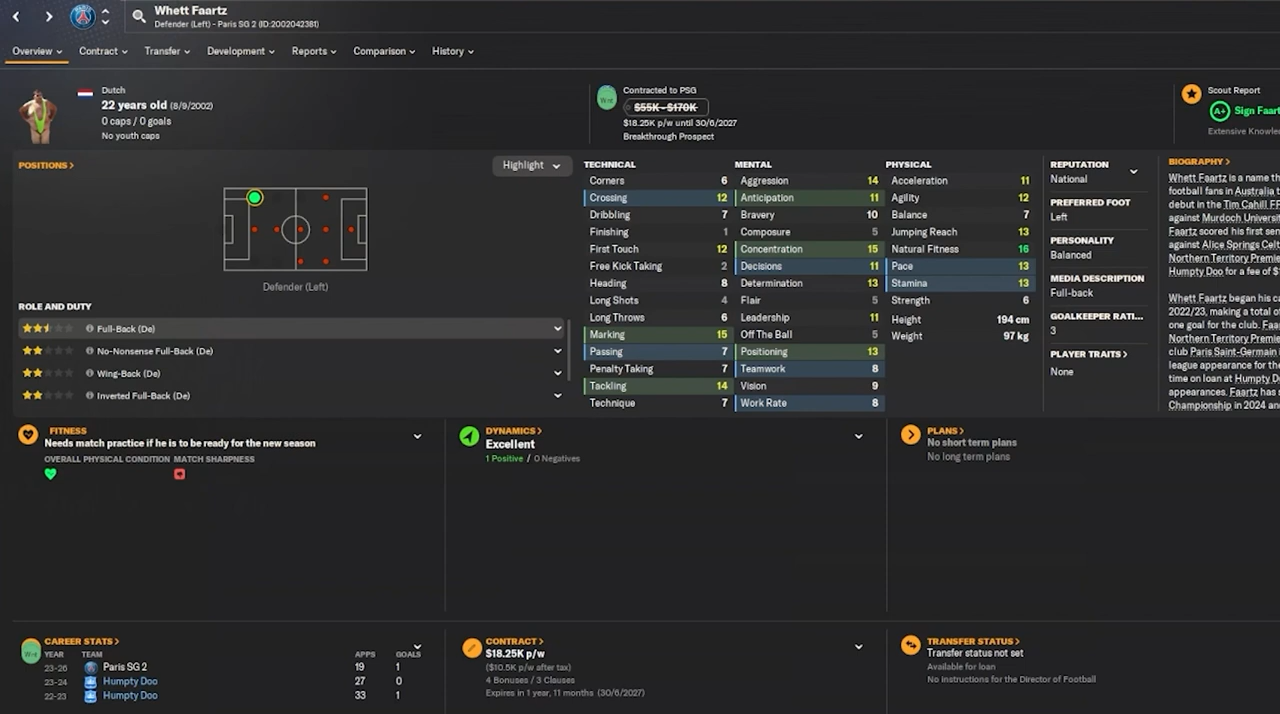 Whett Faartz
Defender (Left) - Paris SG 2 (ID:2002042381)
Overview Contract Transfer Development Reports Comparison History
Dutch
22 years old (8/9/2002)
0 caps / 0 goals
No youth caps
Contracted to PSG
$55K - $170K
$18.25K p/w until 30/6/2027
Breakthrough Prospect
Scout Report
A+ Sign Faart
Extensive Knowle
POSITIONS >
Highlight
Defender (Left)
ROLE AND DUTY
Full-Back (De)
No-Nonsense Full-Back (De)
Wing-Back (De)
Inverted Full-Back (De)
TECHNICAL
Corners 6
Crossing 12
Dribbling 7
Finishing 1
First Touch 12
Free Kick Taking 2
Heading 8
Long Shots 4
Long Throws 6
Marking 15
Passing 7
Penalty Taking 7
Tackling 14
Technique 7
MENTAL
Aggression 14
Anticipation 11
Bravery 10
Composure 5
Concentration 15
Decisions 11
Determination 13
Flair 5
Leadership 11
Off The Ball 5
Positioning 13
Teamwork 8
Vision 9
Work Rate 8
PHYSICAL
Acceleration 11
Agility 12
Balance 7
Jumping Reach 13
Natural Fitness 16
Pace 13
Stamina 13
Strength 6
Height 194 cm
Weight 97 kg
REPUTATION
National
PREFERRED FOOT
Left
PERSONALITY
Balanced
MEDIA DESCRIPTION
Full-back
GOALKEEPER RATI...
3
PLAYER TRAITS >
None
BIOGRAPHY >
Whett Faartz is a name th
football fans in Australia t
debut in the Tim Cahill FF
against Murdoch Universi
Faartz scored his first sen
against Alice Springs Celt
Northern Territory Premie
Humpty Doo for a fee of $
Whett Faartz began his ca
2022/23, making a total o
one goal for the club. Faa
Northern Territory Premie
club Paris Saint-Germain i
league appearance for the
time on loan at Humpty D
appearances. Faartz has s
Championship in 2024 an
FITNESS >
Needs match practice if he is to be ready for the new season
OVERALL PHYSICAL CONDITION MATCH SHARPNESS
DYNAMICS >
Excellent
1 Positive / 0 Negatives
PLANS >
No short term plans
No long term plans
CAREER STATS >
YEAR TEAM APPS GOALS
23-26 Paris SG 2 19 1
23-24 Humpty Doo 27 0
22-23 Humpty Doo 33 1
CONTRACT >
$18.25K p/w
($10.5K p/w after tax)
4 Bonuses / 3 Clauses
Expires in 1 year, 11 months (30/6/2027)
TRANSFER STATUS >
Transfer status not set
Available for loan
No instructions for the Director of Football